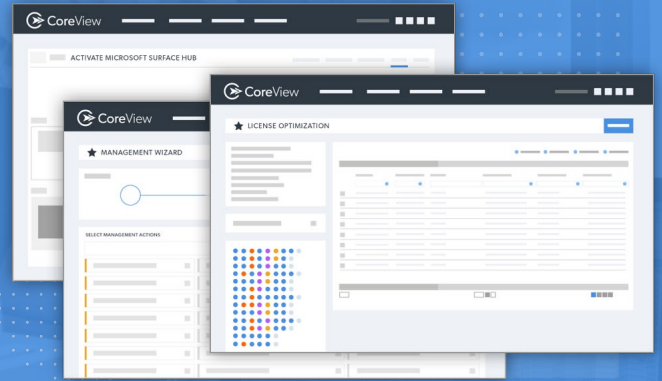 CoreView
ACTIVATE MICROSOFT SURFACE HUB
CoreView
MANAGEMENT WIZARD
SELECT MANAGEMENT ACTIONS
CoreView
LICENSE OPTIMIZATION